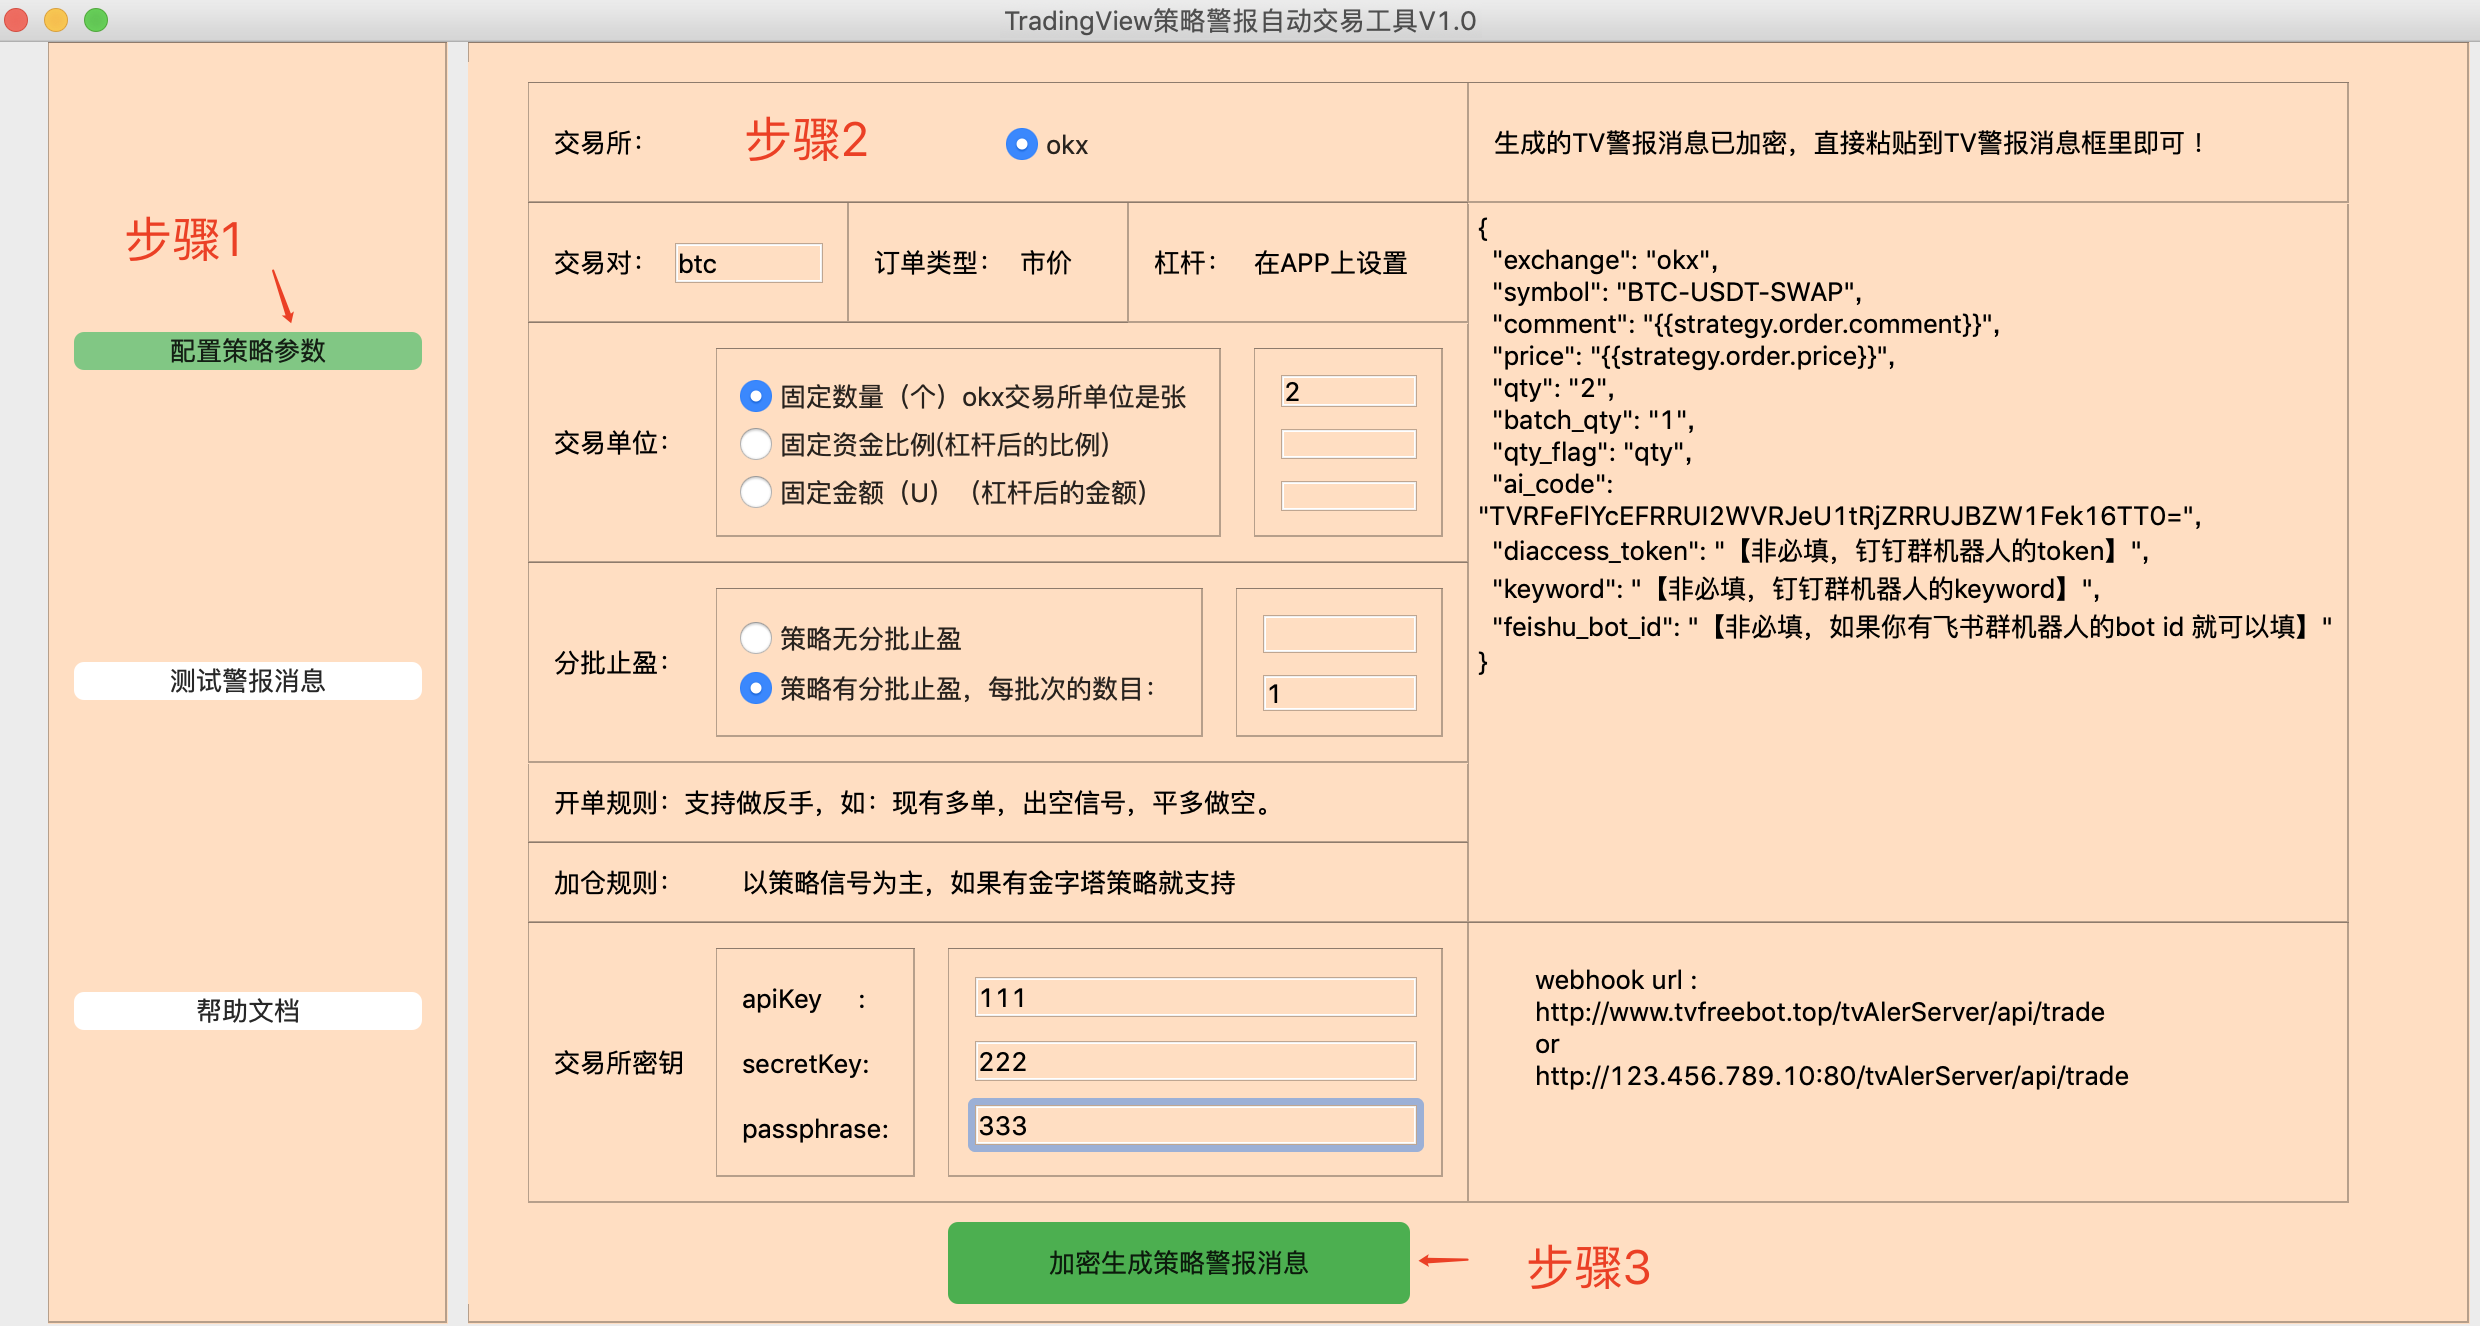 TradingView策略警报自动交易工具V1.0
步骤1
配置策略参数
测试警报消息
帮助文档
交易所：
步骤2
okx
生成的TV警报消息已加密，直接粘贴到TV警报消息框里即可！
交易对：
btc
订单类型：
市价
杠杆：
在APP上设置
交易单位：
固定数量（个）okx交易所单位是张
2
固定资金比例(杠杆后的比例)
固定金额（U）（杠杆后的金额）
分批止盈：
策略无分批止盈
策略有分批止盈，每批次的数目：
1
开单规则：支持做反手，如：现有多单，出空信号，平多做空。
加仓规则：
以策略信号为主，如果有金字塔策略就支持
{
"exchange": "okx",
"symbol": "BTC-USDT-SWAP",
"comment": "{{strategy.order.comment}}",
"price": "{{strategy.order.price}}",
"qty": "2",
"batch_qty": "1",
"qty_flag": "qty",
"ai_code":
"TVRFeFlYcEFRRUI2WVRJeU1tRjZRRUJBZW1Fek16TT0=",
"diaccess_token": "【非必填，钉钉群机器人的token】",
"keyword": "【非必填，钉钉群机器人的keyword】",
"feishu_bot_id": "【非必填，如果你有飞书群机器人的bot id 就可以填】"
}
交易所密钥
apiKey :
111
secretKey:
222
passphrase:
333
webhook url :
http://www.tvfreebot.top/tvAlerServer/api/trade
or
http://123.456.789.10:80/tvAlerServer/api/trade
加密生成策略警报消息
步骤3